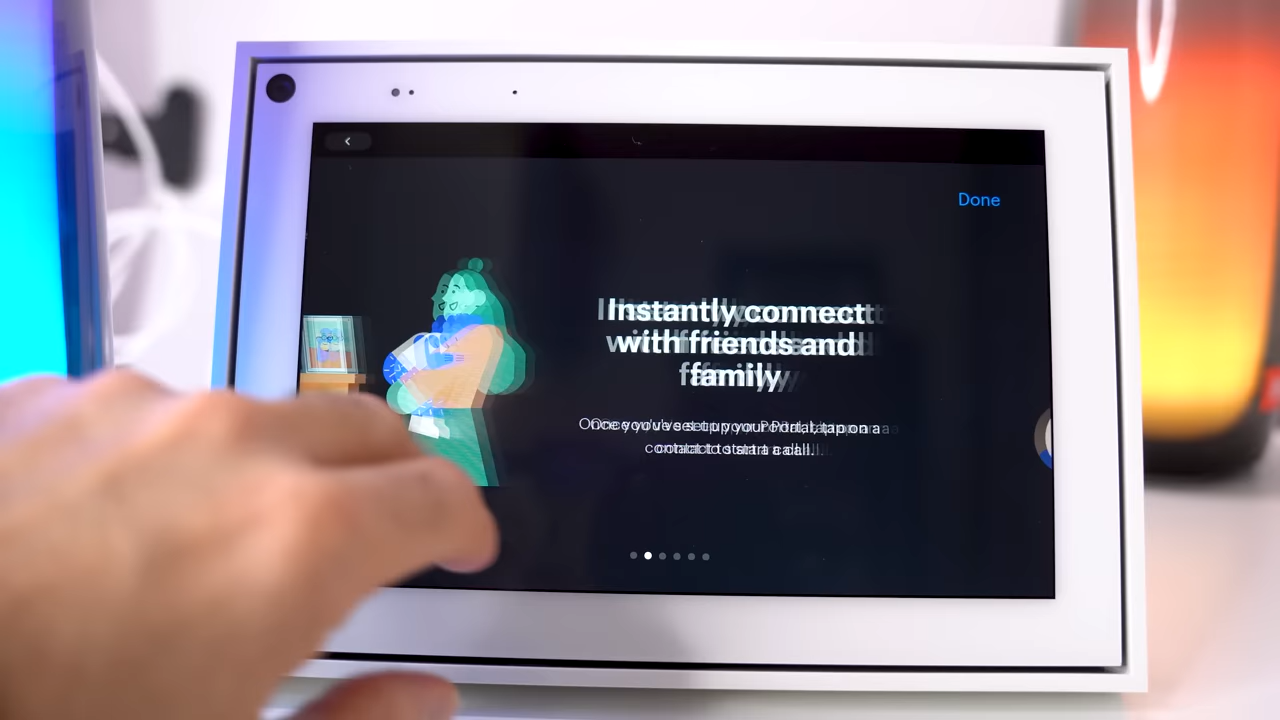 Done
Instantly connect
with friends and
family
Once you've set up your Portal, tap on a
contact to start a call.